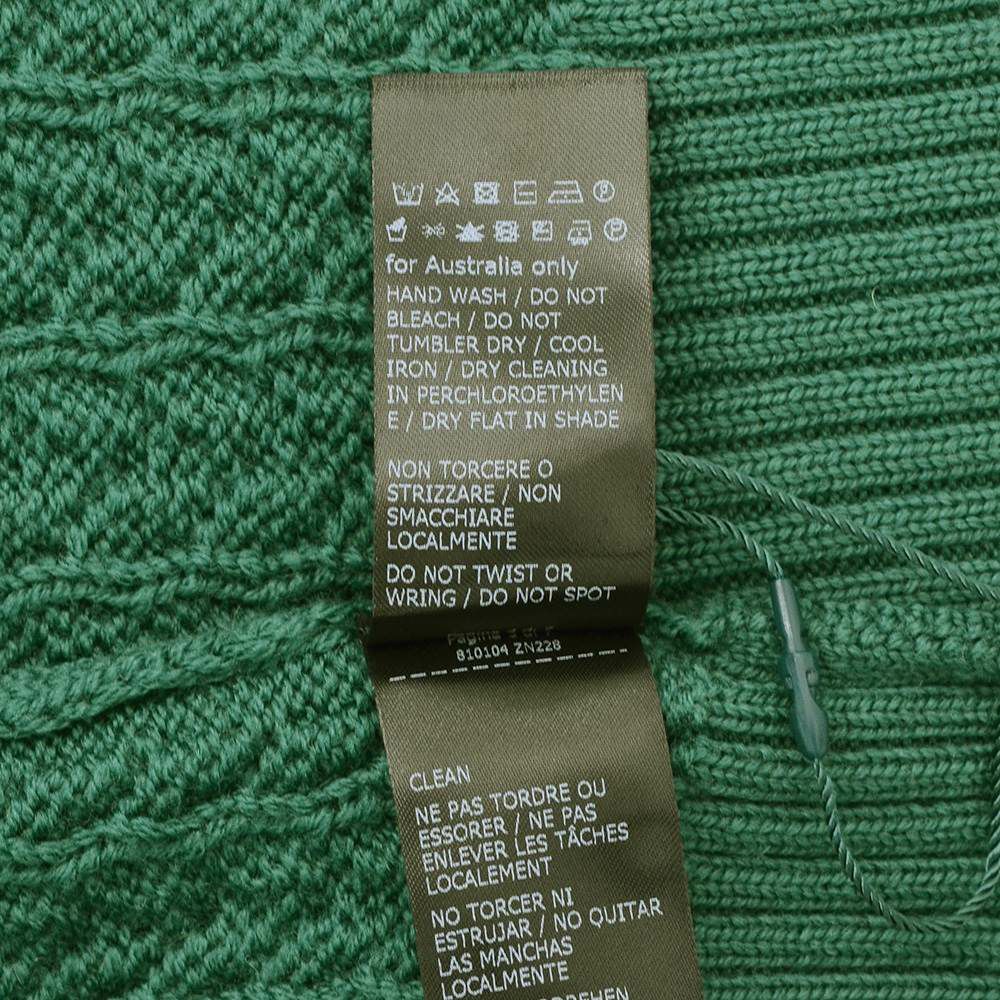 for Australia only
HAND WASH / DO NOT
BLEACH / DO NOT
TUMBLER DRY / COOL
IRON / DRY CLEANING
IN PERCHLOROETHYLEN
E / DRY FLAT IN SHADE
NON TORCERE O
STRIZZARE / NON
SMACCHIARE
LOCALMENTE
DO NOT TWIST OR
WRING / DO NOT SPOT
Pagina
810104 ZN228
CLEAN
NE PAS TORDRE OU
ESSORER / NE PAS
ENLEVER LES TÂCHES
LOCALEMENT
NO TORCER NI
ESTRUJAR / NO QUITAR
LAS MANCHAS
LOCALMENTE